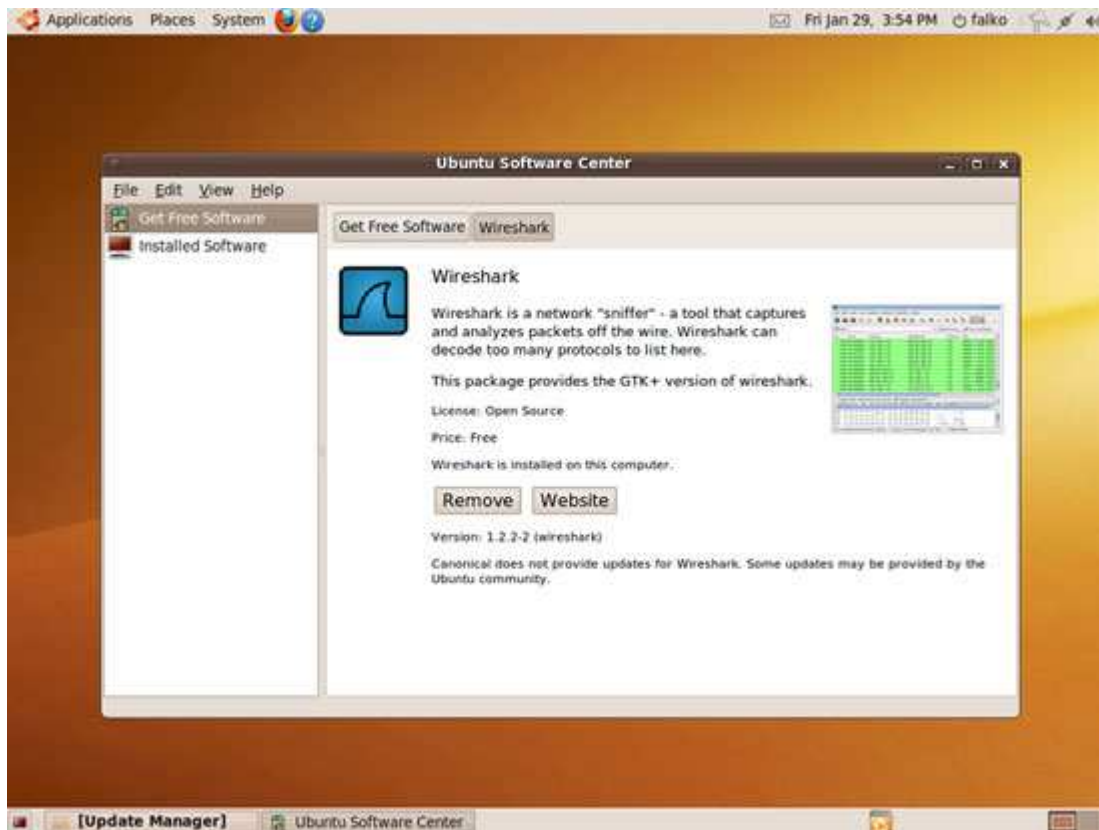 Applications Places System
Fri Jan 29, 3:54 PM falko
Ubuntu Software Center
File Edit View Help
Get Free Software
Installed Software
Get Free Software Wireshark
Wireshark
Wireshark is a network "sniffer" - a tool that captures
and analyzes packets off the wire. Wireshark can
decode too many protocols to list here.
This package provides the GTK+ version of wireshark.
License: Open Source
Price: Free
Wireshark is installed on this computer.
Remove Website
Version: 1.2.2-2 (wireshark)
Canonical does not provide updates for Wireshark. Some updates may be provided by the
Ubuntu community.
[Update Manager] Ubuntu Software Center